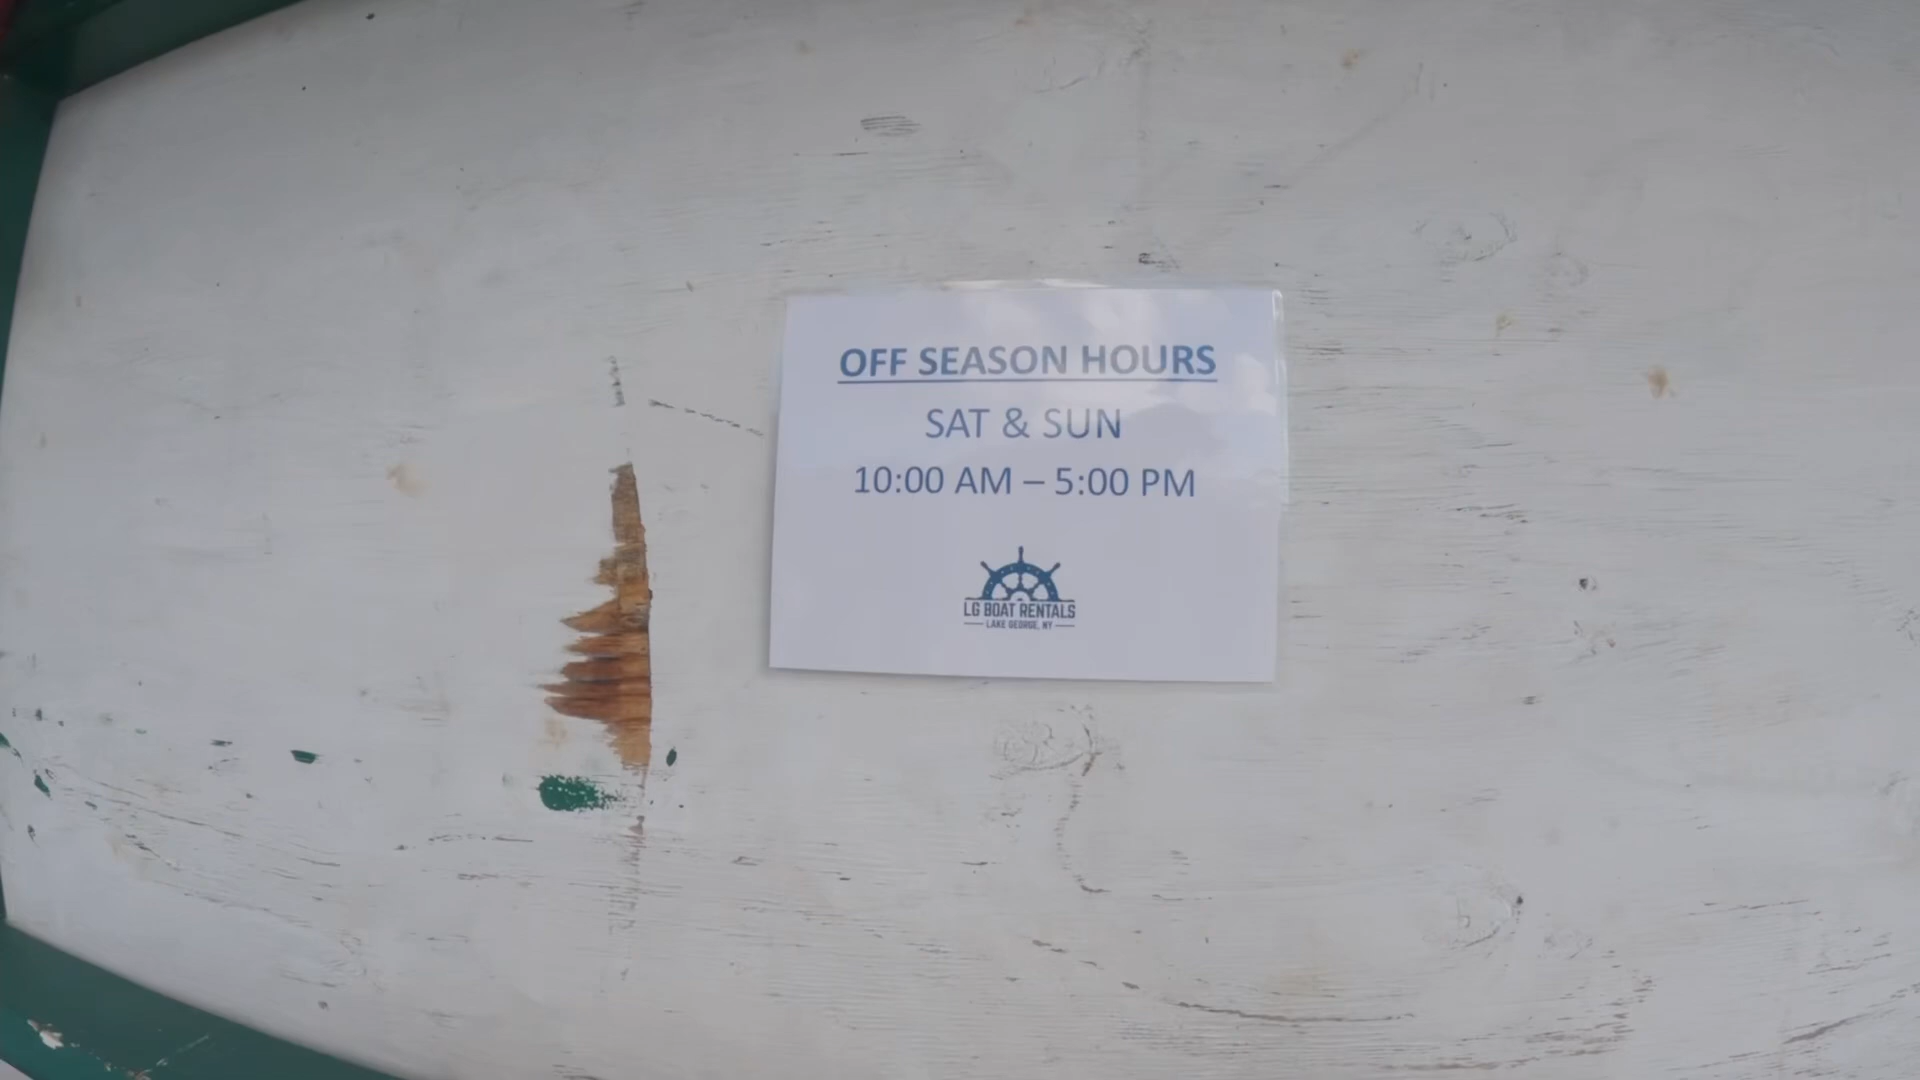 OFF SEASON HOURS
SAT & SUN
10:00 AM – 5:00 PM
LG BOAT RENTALS
LAKE GEORGE, NY